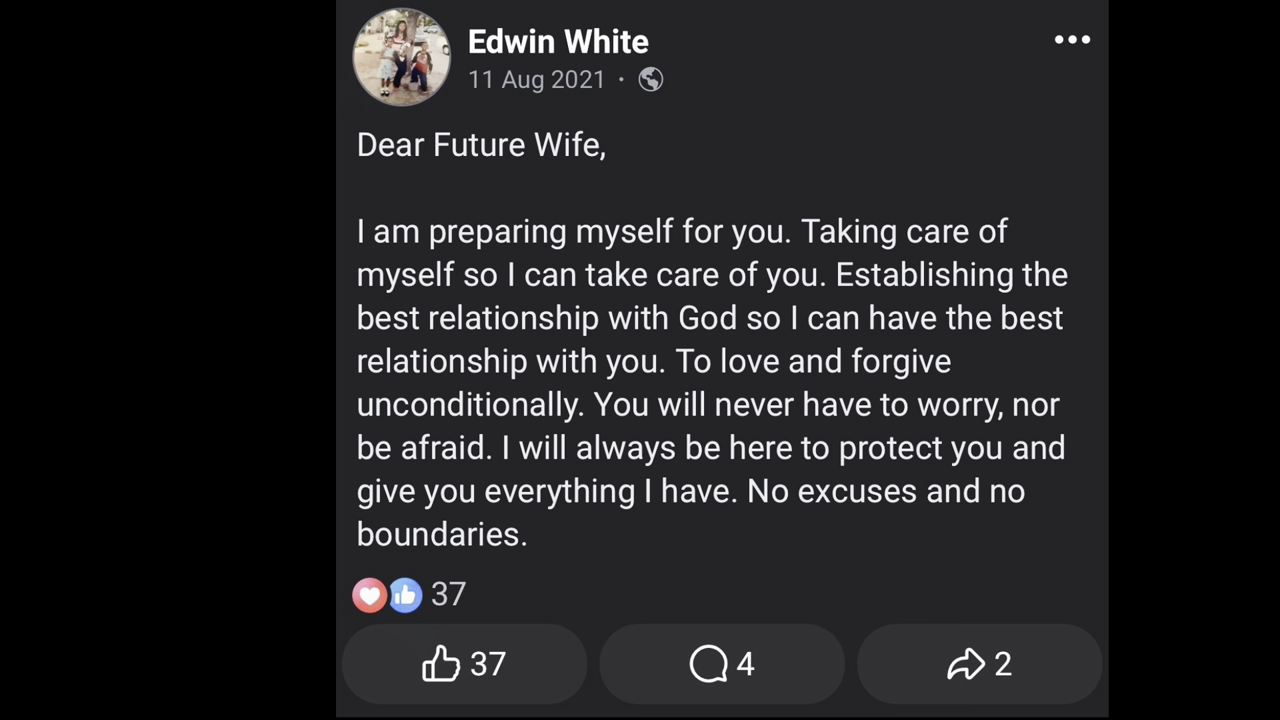 Edwin White
11 Aug 2021 ·
Dear Future Wife,
I am preparing myself for you. Taking care of
myself so I can take care of you. Establishing the
best relationship with God so I can have the best
relationship with you. To love and forgive
unconditionally. You will never have to worry, nor
be afraid. I will always be here to protect you and
give you everything I have. No excuses and no
boundaries.
37
37 4 2